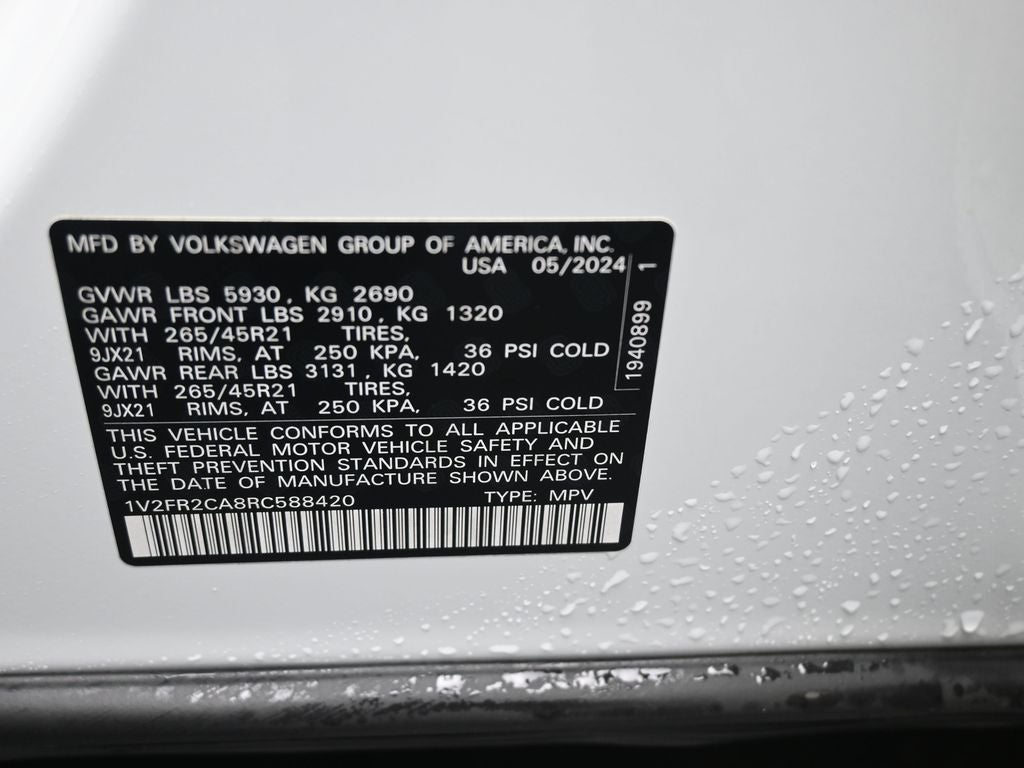 MFD BY VOLKSWAGEN GROUP OF AMERICA, INC.
USA 05/2024 1
GVWR LBS 5930, KG 2690
GAWR FRONT LBS 2910, KG 1320
WITH 265/45R21 TIRES,
9JX21 RIMS, AT 250 KPA, 36 PSI COLD
GAWR REAR LBS 3131, KG 1420
WITH 265/45R21 TIRES,
9JX21 RIMS, AT 250 KPA, 36 PSI COLD
1940899
THIS VEHICLE CONFORMS TO ALL APPLICABLE
U.S. FEDERAL MOTOR VEHICLE SAFETY AND
THEFT PREVENTION STANDARDS IN EFFECT ON
THE DATE OF MANUFACTURE SHOWN ABOVE.
1V2FR2CA8RC588420 TYPE: MPV